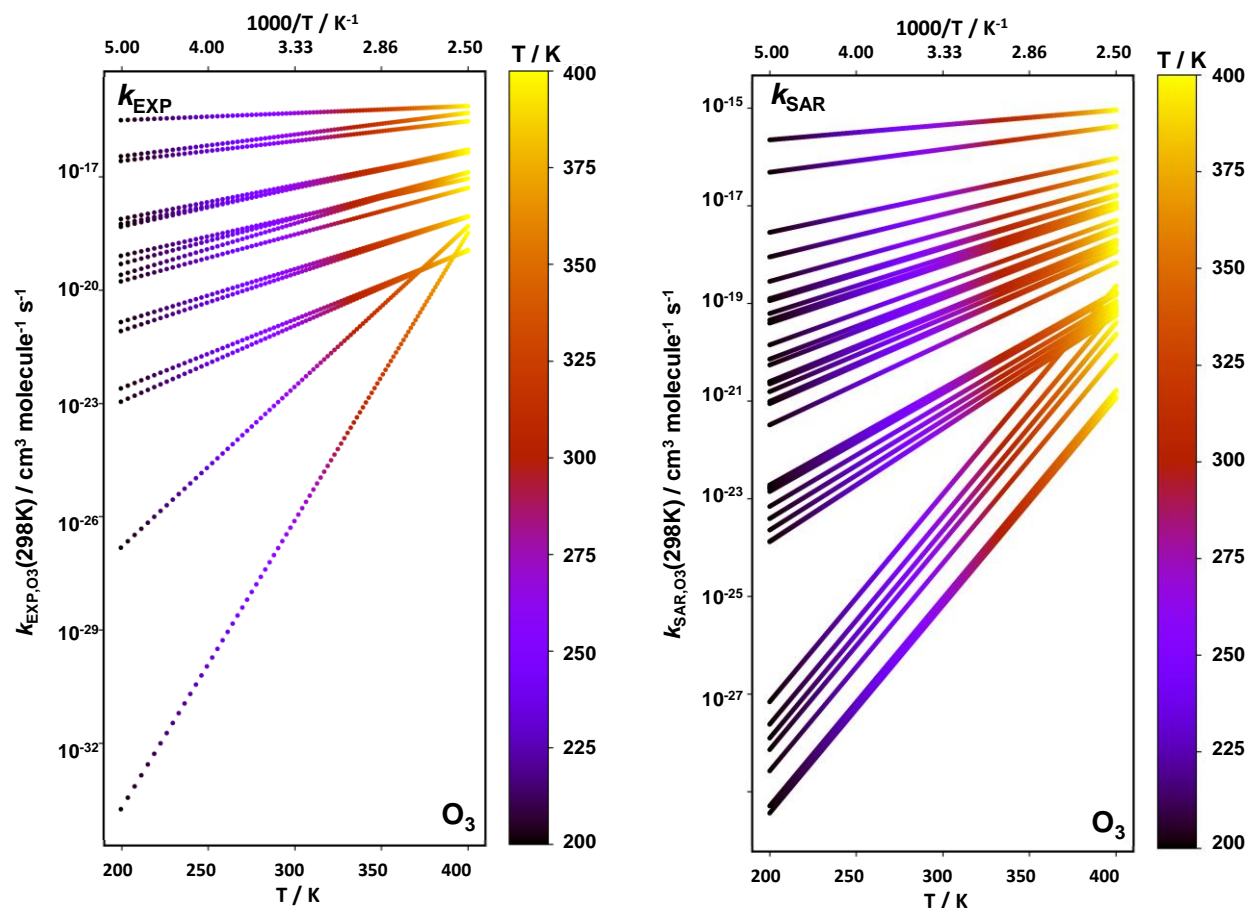 1000/T / K⁻¹
5.00 4.00 3.33 2.86 2.50
T / K
k_EXP
400
375
350
325
300
275
250
225
200
10⁻¹⁷
10⁻²⁰
10⁻²³
10⁻²⁶
10⁻²⁹
10⁻³²
k_EXP,O3(298K) / cm³ molecule⁻¹ s⁻¹
O₃
200 250 300 350 400
T / K
1000/T / K⁻¹
5.00 4.00 3.33 2.86 2.50
T / K
k_SAR
400
375
350
325
300
275
250
225
200
10⁻¹⁵
10⁻¹⁷
10⁻¹⁹
10⁻²¹
10⁻²³
10⁻²⁵
10⁻²⁷
k_SAR,O3(298K) / cm³ molecule⁻¹ s⁻¹
O₃
200 250 300 350 400
T / K